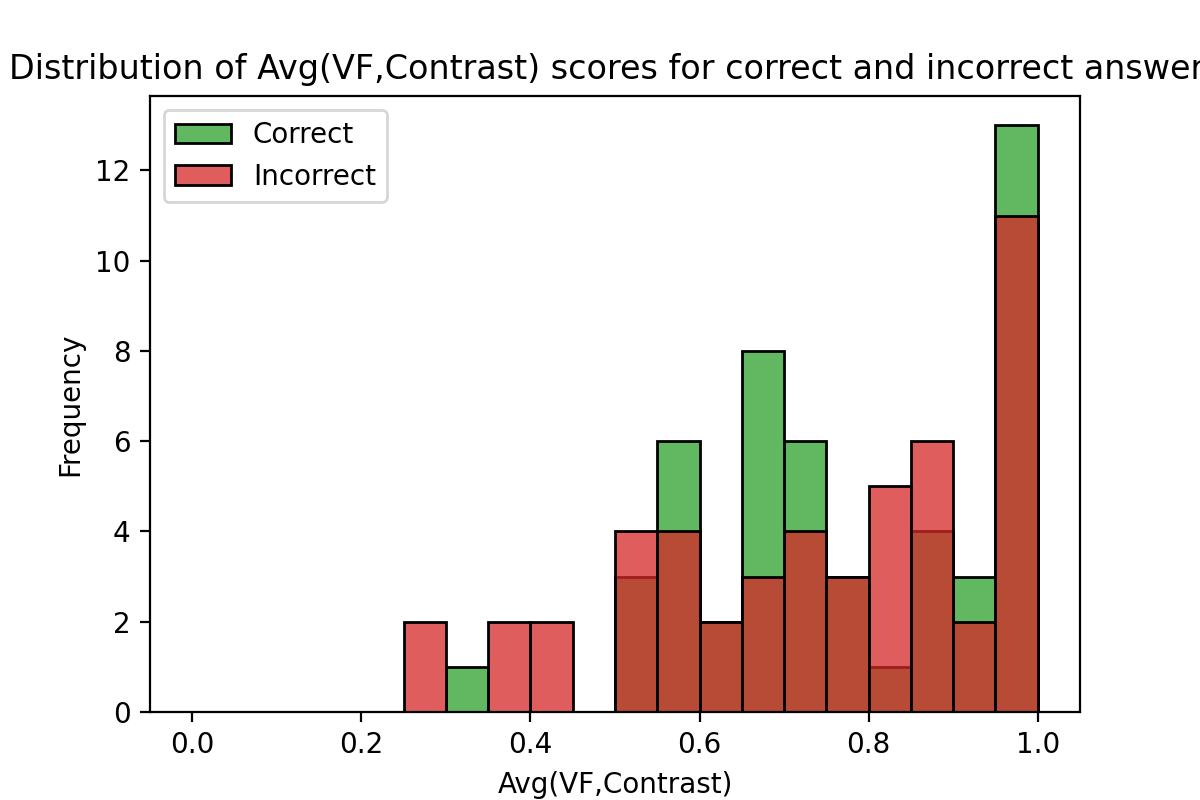 Distribution of Avg(VF,Contrast) scores for correct and incorrect answer
Correct
Incorrect
Frequency
12
10
8
6
4
2
0
0.0 0.2 0.4 0.6 0.8 1.0
Avg(VF,Contrast)